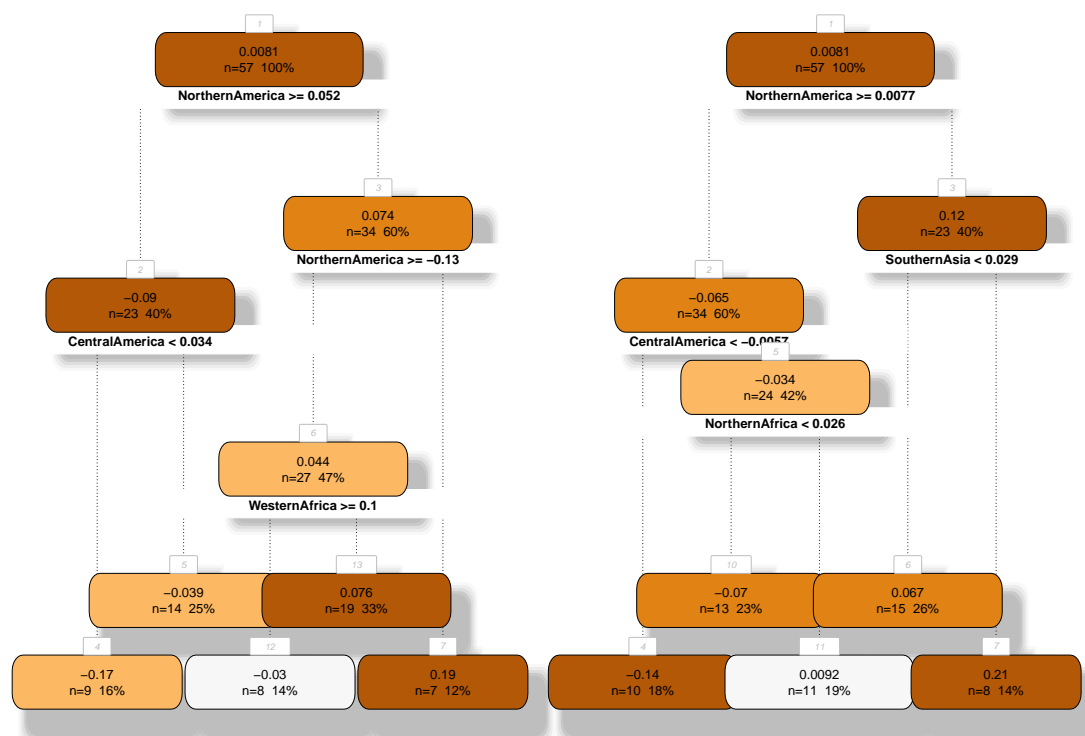 1
0.0081
n=57 100%
NorthernAmerica >= 0.052
3
0.074
n=34 60%
NorthernAmerica >= −0.13
2
−0.09
n=23 40%
CentralAmerica < 0.034
6
0.044
n=27 47%
WesternAfrica >= 0.1
5
−0.039
n=14 25%
13
0.076
n=19 33%
4
−0.17
n=9 16%
12
−0.03
n=8 14%
7
0.19
n=7 12%
1
0.0081
n=57 100%
NorthernAmerica >= 0.0077
3
0.12
n=23 40%
SouthernAsia < 0.029
2
−0.065
n=34 60%
CentralAmerica < −0.0057
5
−0.034
n=24 42%
NorthernAfrica < 0.026
10
−0.07
n=13 23%
6
0.067
n=15 26%
4
−0.14
n=10 18%
11
0.0092
n=11 19%
7
0.21
n=8 14%